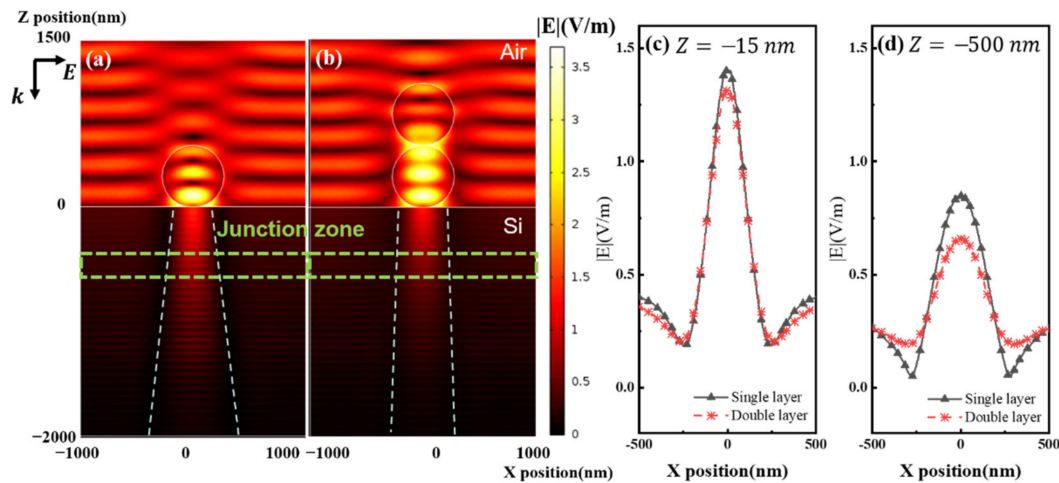 Z position(nm)
1500
E
k
(a)
(b)
Air
0
Si
Junction zone
−2000
−1000
0
1000
−1000
0
1000
X position(nm)
|E|(V/m)
3.5
3
2.5
2
1.5
1
0.5
0
(c) Z = −15 nm
|E|(V/m)
1.5
1.0
0.5
0.0
Single layer
Double layer
-500
0
500
X position(nm)
(d) Z = −500 nm
|E|(V/m)
1.5
1.0
0.5
0.0
Single layer
Double layer
-500
0
500
X position(nm)